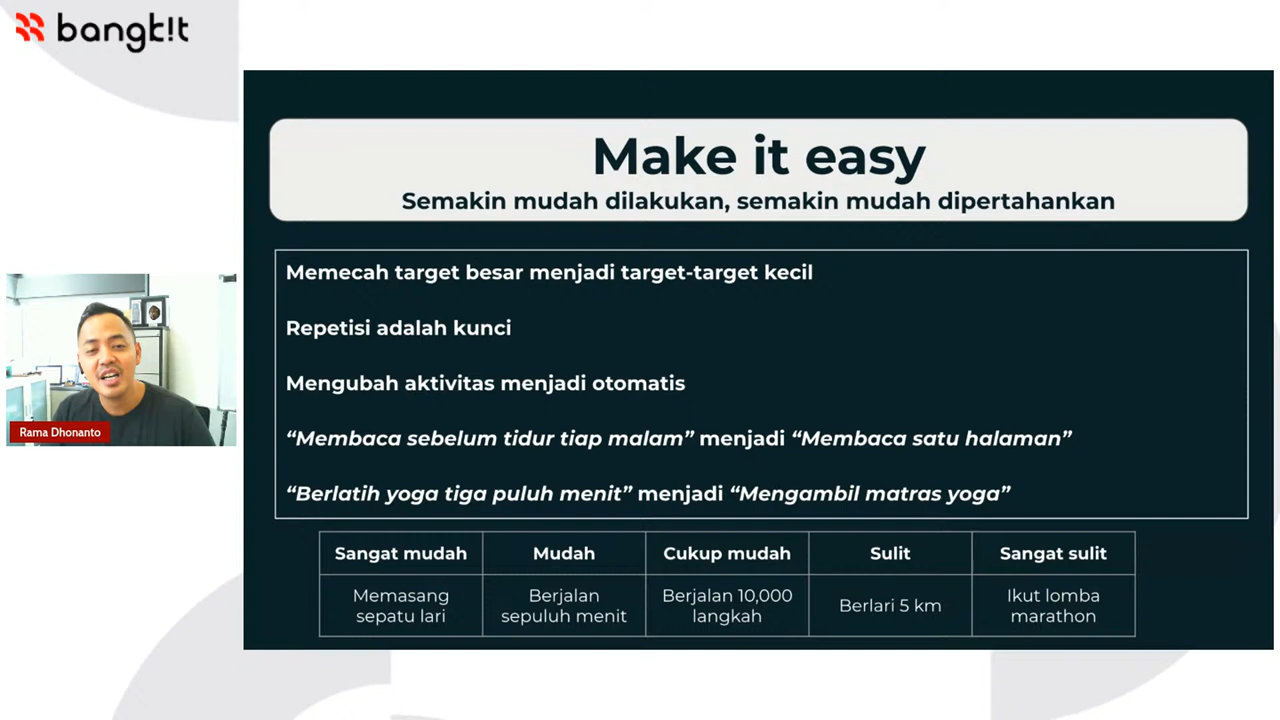 bangk!t
Make it easy
Semakin mudah dilakukan, semakin mudah dipertahankan
Memecah target besar menjadi target-target kecil
Repetisi adalah kunci
Mengubah aktivitas menjadi otomatis
“Membaca sebelum tidur tiap malam” menjadi “Membaca satu halaman”
“Berlatih yoga tiga puluh menit” menjadi “Mengambil matras yoga”
Rama Dhonanto
Sangat mudah
Mudah
Cukup mudah
Sulit
Sangat sulit
Memasang
sepatu lari
Berjalan
sepuluh menit
Berjalan 10,000
langkah
Berlari 5 km
Ikut lomba
marathon